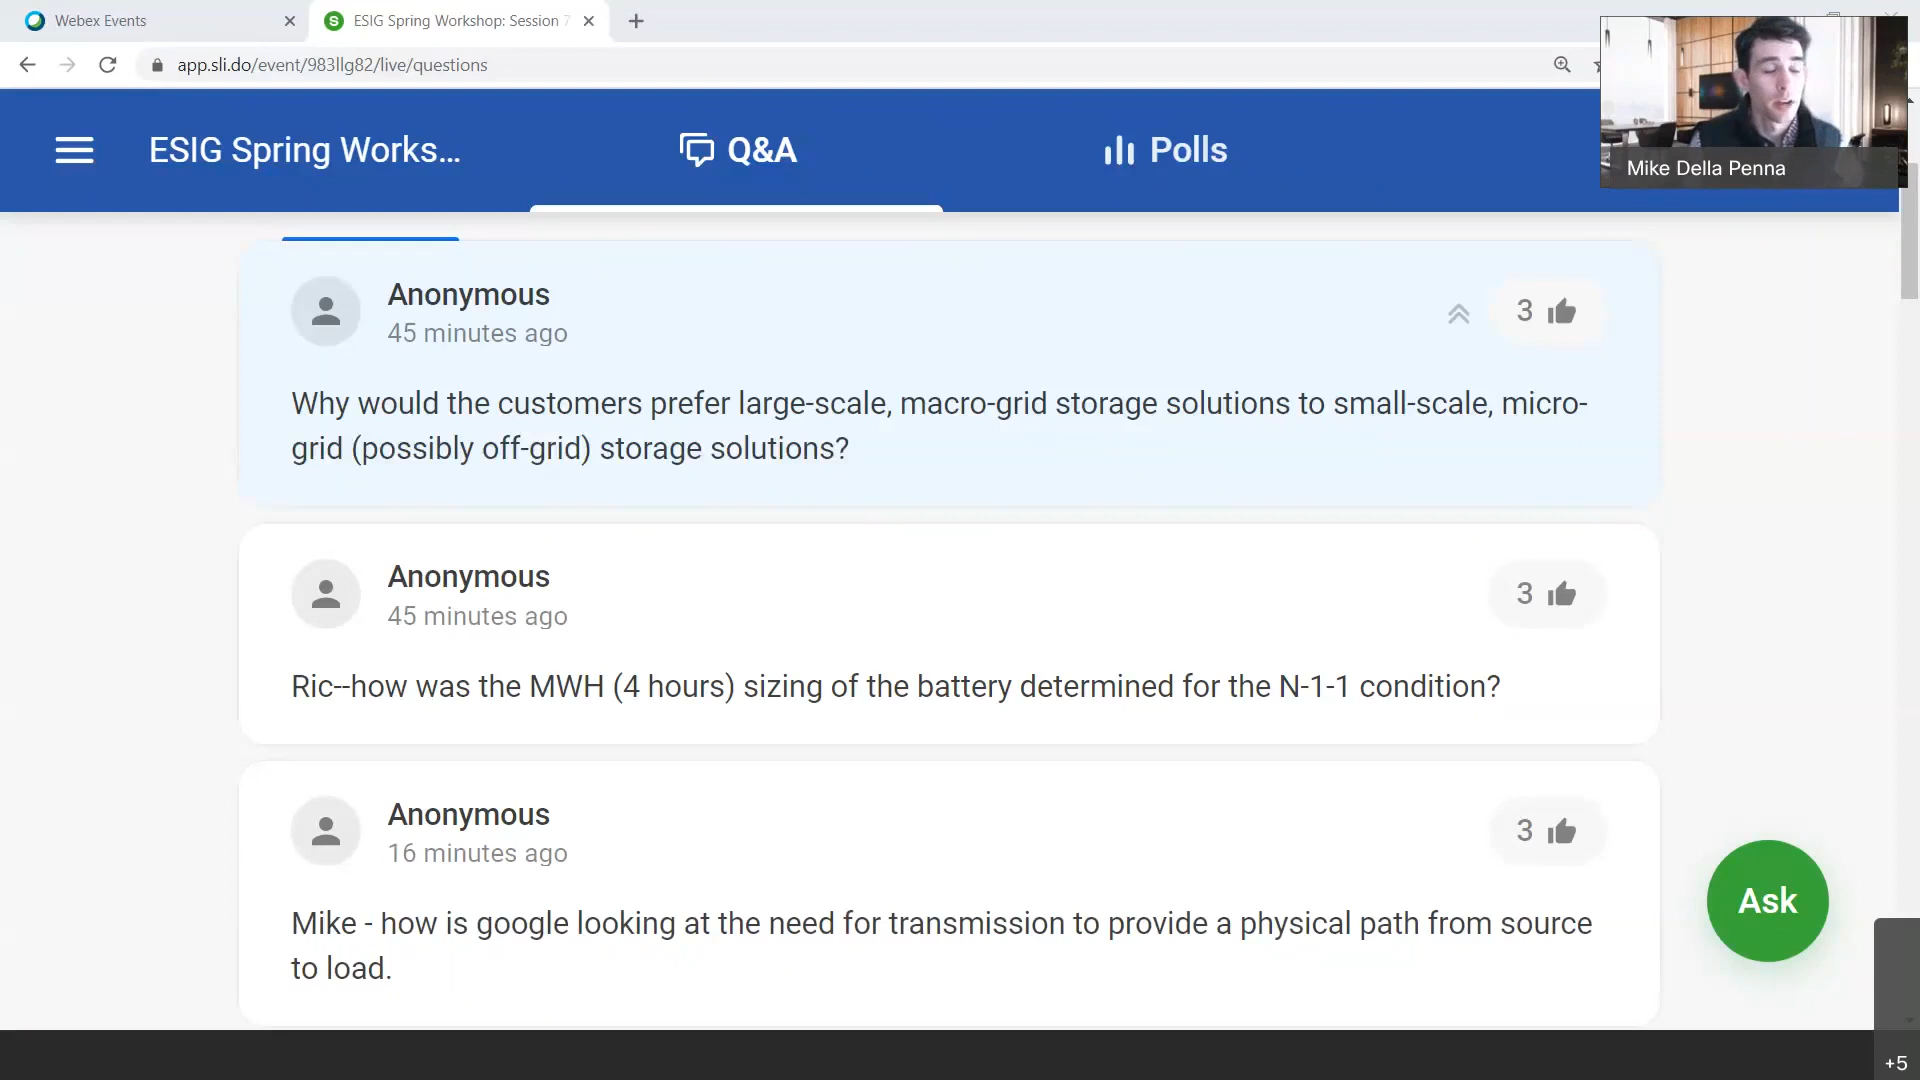 Webex Events
S ESIG Spring Workshop: Session 7
app.sli.do/event/983llg82/live/questions
Mike Della Penna
ESIG Spring Works...
Q&A
Polls
Anonymous
45 minutes ago
3
Why would the customers prefer large-scale, macro-grid storage solutions to small-scale, micro-
grid (possibly off-grid) storage solutions?
Anonymous
45 minutes ago
3
Ric--how was the MWH (4 hours) sizing of the battery determined for the N-1-1 condition?
Anonymous
16 minutes ago
3
Mike - how is google looking at the need for transmission to provide a physical path from source
to load.
Ask
+5